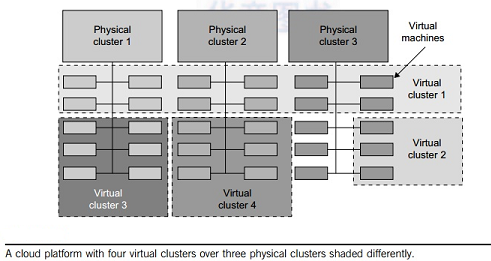 Physical
cluster 1
Physical
cluster 2
Physical
cluster 3
Virtual
machines
Virtual
cluster 1
Virtual
cluster 2
Virtual
cluster 3
Virtual
cluster 4
A cloud platform with four virtual clusters over three physical clusters shaded differently.